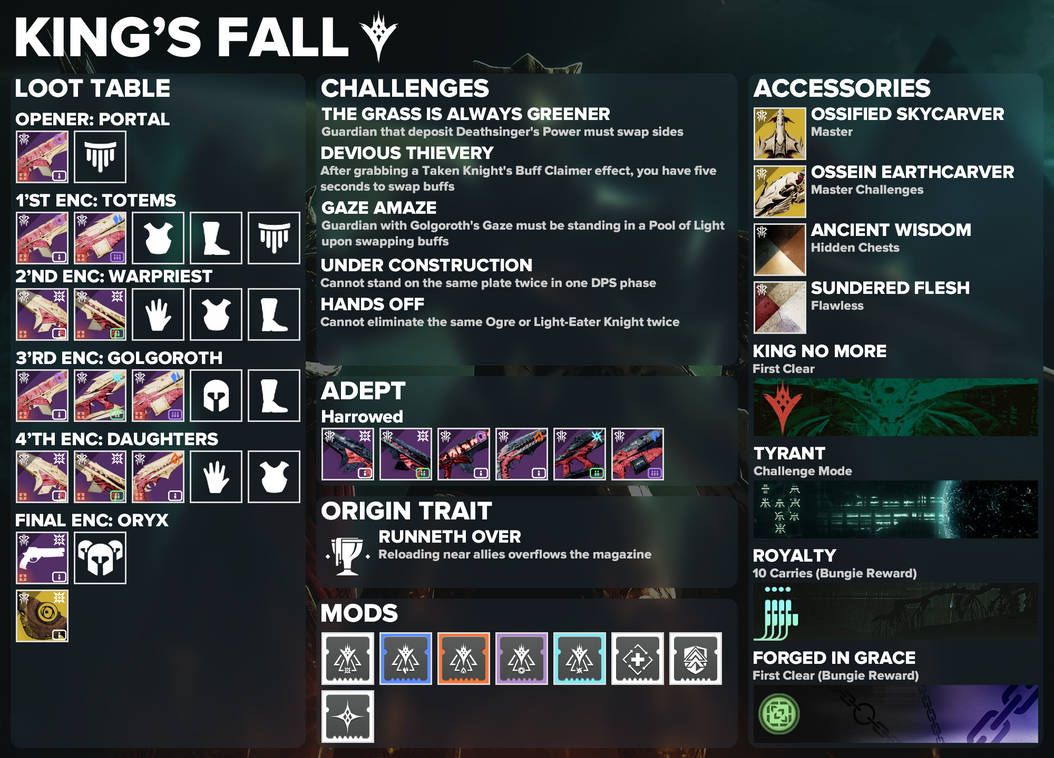 KING'S FALL
LOOT TABLE
OPENER: PORTAL
1'ST ENC: TOTEMS
2'ND ENC: WARPRIEST
3'RD ENC: GOLGOROTH
4'TH ENC: DAUGHTERS
FINAL ENC: ORYX
CHALLENGES
THE GRASS IS ALWAYS GREENER
Guardian that deposit Deathsinger's Power must swap sides
DEVIOUS THIEVERY
After grabbing a Taken Knight's Buff Claimer effect, you have five
seconds to swap buffs
GAZE AMAZE
Guardian with Golgoroth's Gaze must be standing in a Pool of Light
upon swapping buffs
UNDER CONSTRUCTION
Cannot stand on the same plate twice in one DPS phase
HANDS OFF
Cannot eliminate the same Ogre or Light-Eater Knight twice
ADEPT
Harrowed
ORIGIN TRAIT
RUNNETH OVER
Reloading near allies overflows the magazine
MODS
ACCESSORIES
OSSIFIED SKYCARVER
Master
OSSEIN EARTHCARVER
Master Challenges
ANCIENT WISDOM
Hidden Chests
SUNDERED FLESH
Flawless
KING NO MORE
First Clear
TYRANT
Challenge Mode
ROYALTY
10 Carries (Bungie Reward)
FORGED IN GRACE
First Clear (Bungie Reward)